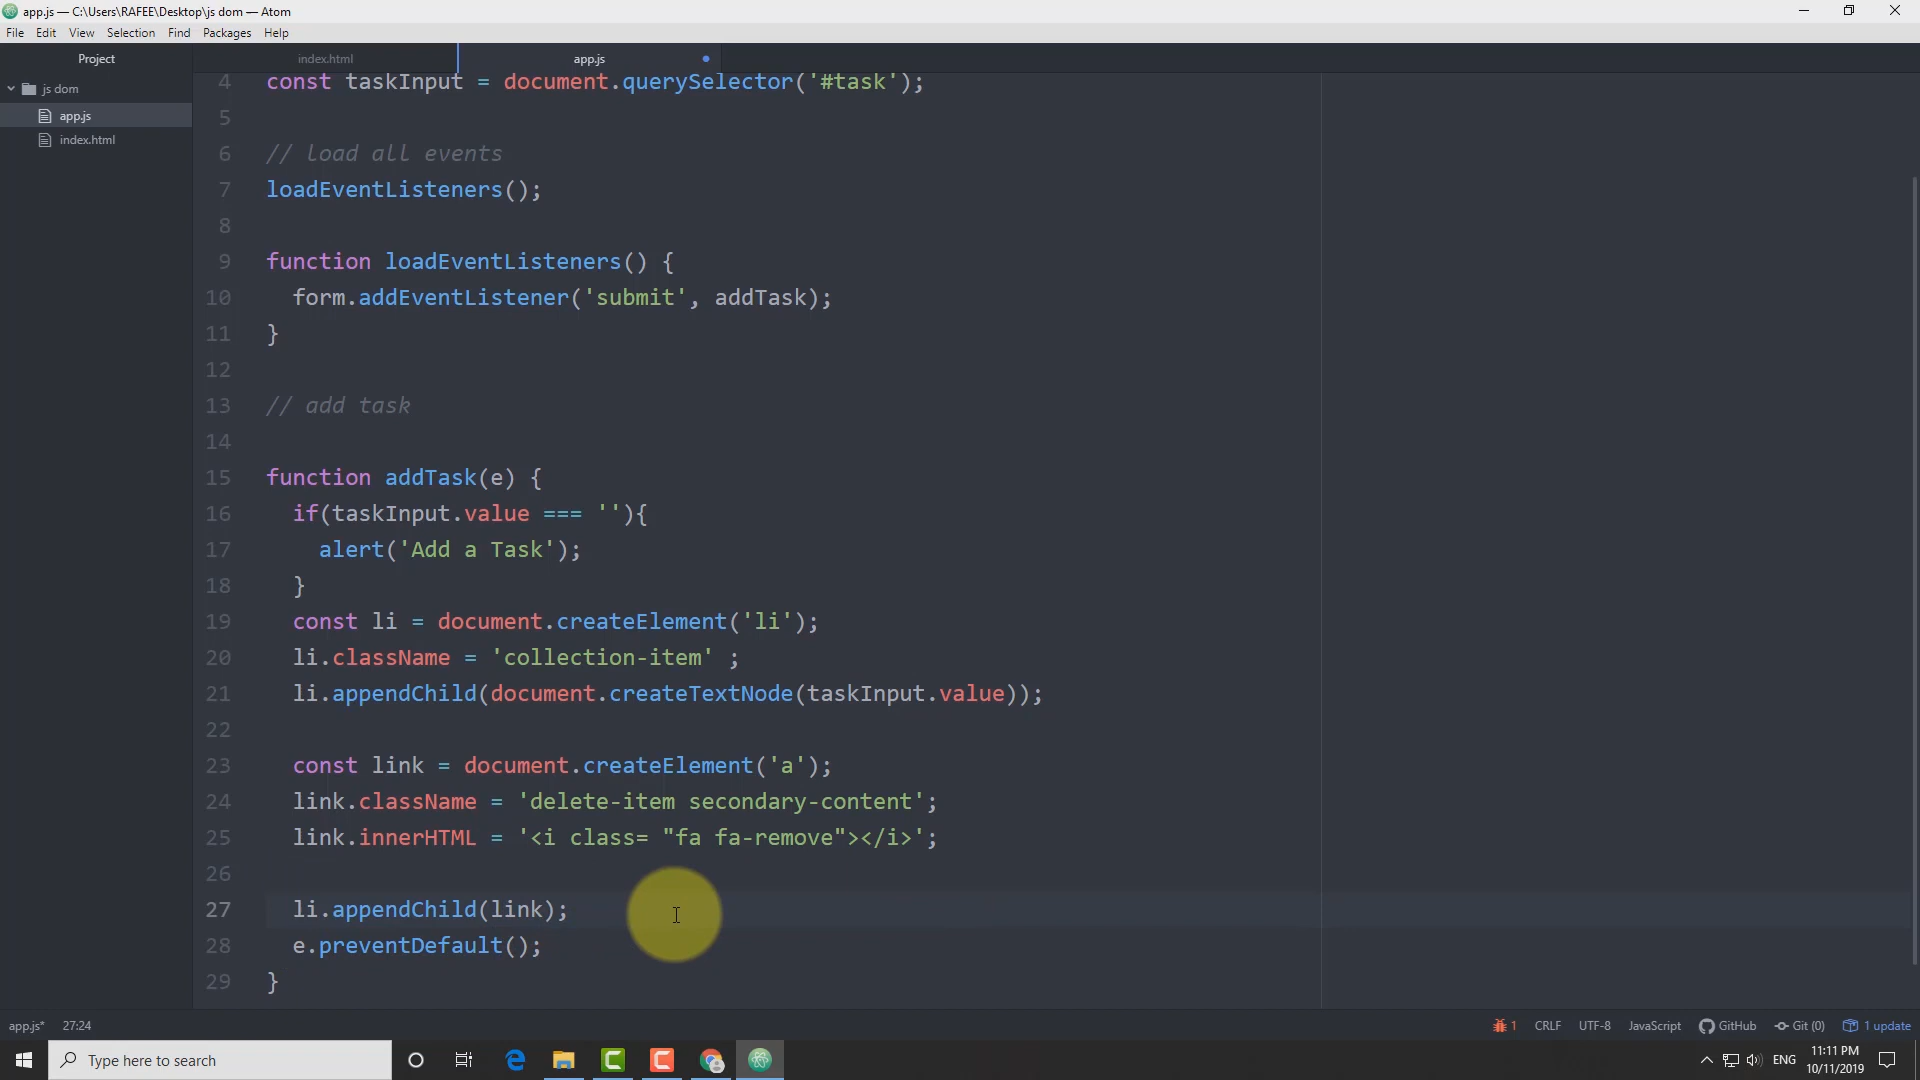 app.js — C:\Users\RAFEE\Desktop\js dom — Atom
File Edit View Selection Find Packages Help
Project
index.html
app.js
js dom
app.js
index.html
4 const taskInput = document.querySelector('#task');
5
6 // load all events
7 loadEventListeners();
8
9 function loadEventListeners() {
10 form.addEventListener('submit', addTask);
11 }
12
13 // add task
14
15 function addTask(e) {
16 if(taskInput.value === ''){
17 alert('Add a Task');
18 }
19 const li = document.createElement('li');
20 li.className = 'collection-item' ;
21 li.appendChild(document.createTextNode(taskInput.value));
22
23 const link = document.createElement('a');
24 link.className = 'delete-item secondary-content';
25 link.innerHTML = '<i class= "fa fa-remove"></i>';
26
27 li.appendChild(link);
28 e.preventDefault();
29 }
app.js* 27:24
1 CRLF UTF-8 JavaScript GitHub Git (0) 1 update
Type here to search
ENG
11:11 PM
10/11/2019